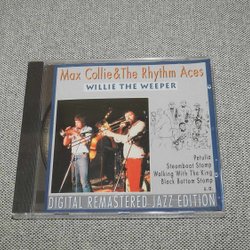 Max Collie & The Rhythm Aces
WILLIE THE WEEPER
Petulia
Steamboat Stomp
Walking With The King
Black Bottom Stomp
u.a.
DIGITAL REMASTERED JAZZ EDITION